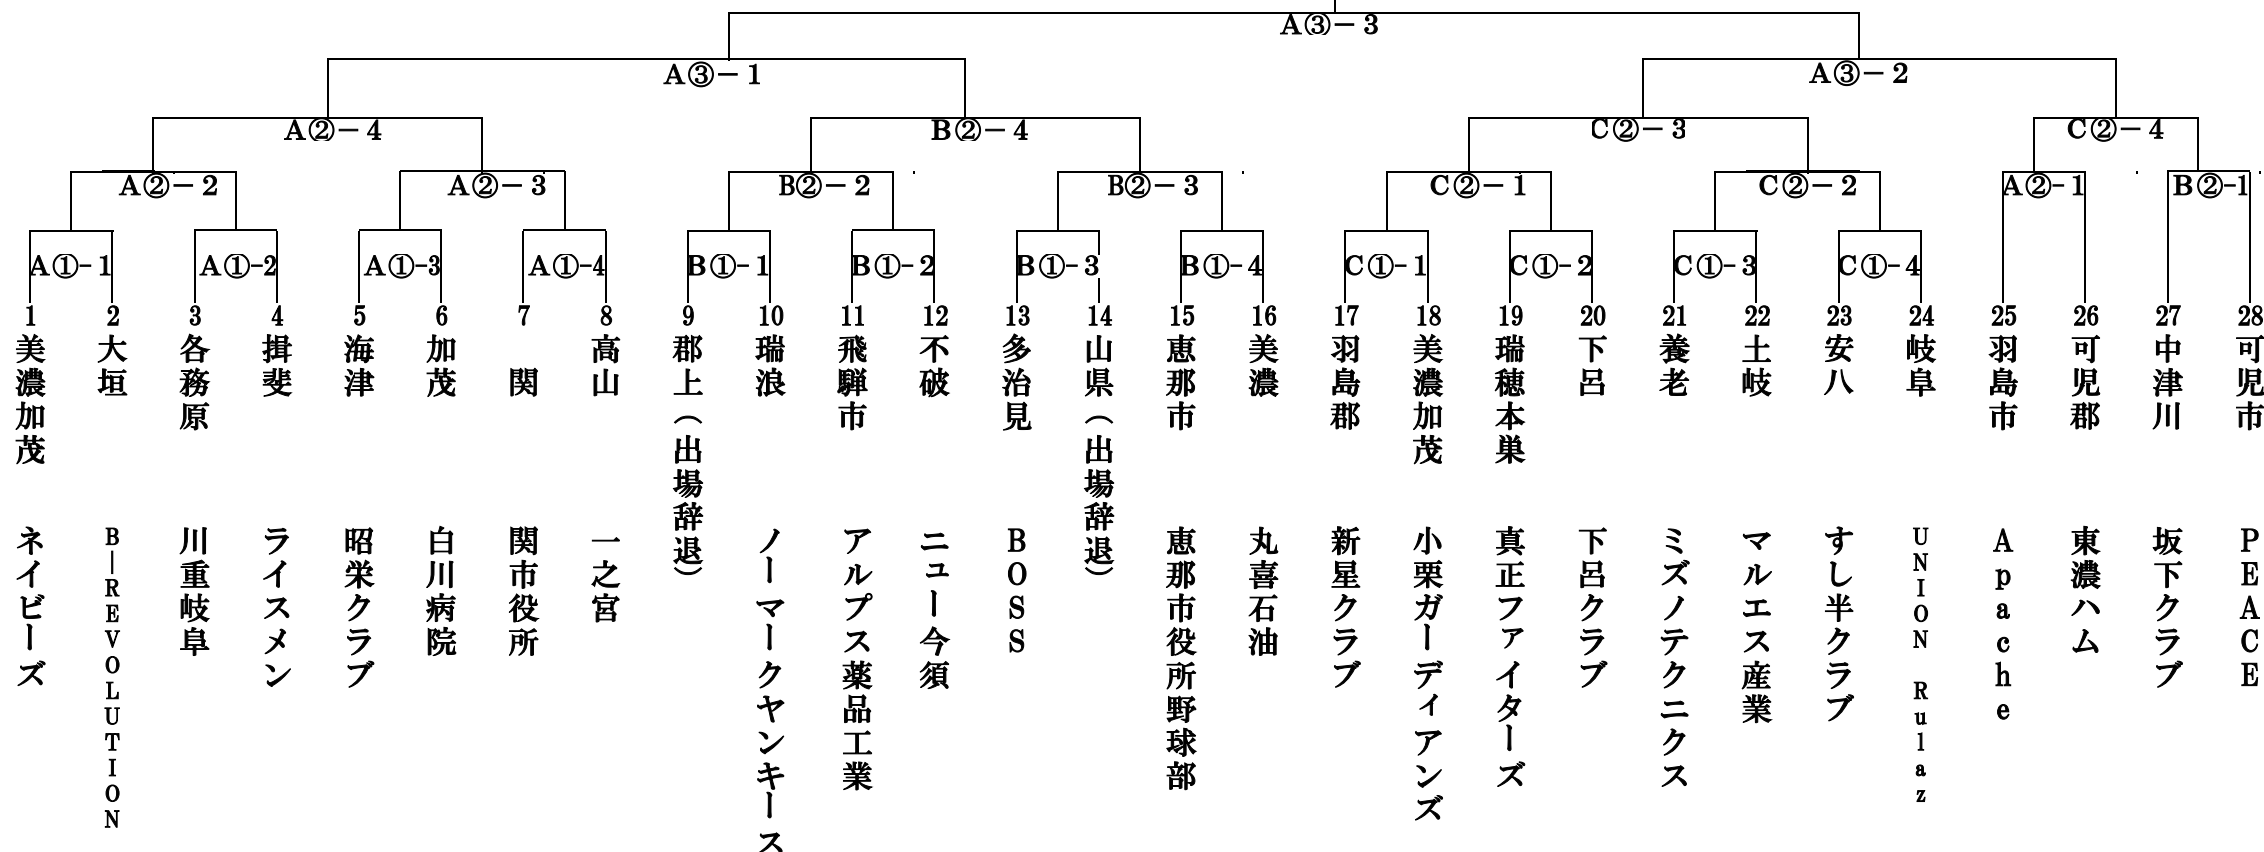 A③－3
A③－1
A③－2
A②－4
B②－4
C②－3
C②－4
A②－2
A②－3
B②－2
B②－3
C②－1
C②－2
A②-1
B②-1
A①-1
A①-2
A①-3
A①-4
B①-1
B①-2
B①-3
B①-4
C①-1
C①-2
C①-3
C①-4
1 美濃加茂 ネイビーズ
2 大垣 B―REVOLUTION
3 各務原 川重岐阜
4 揖斐 ライスメン
5 海津 昭栄クラブ
6 加茂 白川病院
7 関 関市役所
8 高山 一之宮
9 郡上（出場辞退）
10 瑞浪 ノーマークヤンキース
11 飛騨市 アルプス薬品工業
12 不破 ニュー今須
13 多治見 BOSS
14 山県（出場辞退）
15 恵那市 恵那市役所野球部
16 美濃 丸喜石油
17 羽島郡 新星クラブ
18 美濃加茂 小栗ガーディアンズ
19 瑞穂本巣 真正ファイターズ
20 下呂 下呂クラブ
21 養老 ミズノテクニクス
22 土岐 マルエス産業
23 安八 すし半クラブ
24 岐阜 UNION Rulaz
25 羽島市 Apache
26 可児郡 東濃ハム
27 中津川 坂下クラブ
28 可児市 PEACE